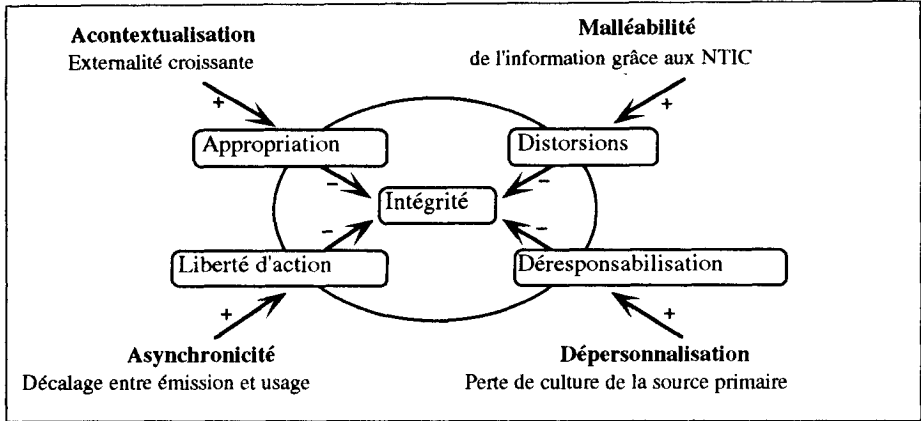 Acontextualisation
Externalité croissante
Malléabilité
de l'information grâce aux NTIC
+
+
Appropriation
Distorsions
–
–
Intégrité
–
–
Liberté d'action
Déresponsabilisation
+
+
Asynchronicité
Décalage entre émission et usage
Dépersonnalisation
Perte de culture de la source primaire